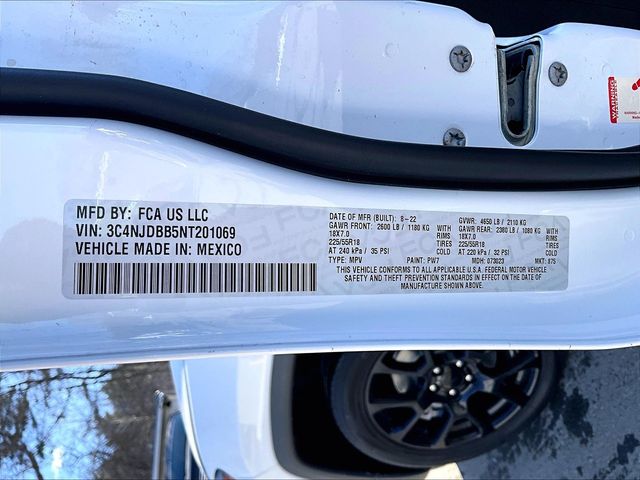 MFD BY: FCA US LLC
VIN: 3C4NJDBB5NT201069
VEHICLE MADE IN: MEXICO
DATE OF MFR (BUILT): 8-22 GVWR: 4650 LB / 2110 KG
GAWR FRONT: 2600 LB / 1180 KG WITH GAWR REAR: 2380 LB / 1080 KG WITH
18X7.0 RIMS 18X7.0 RIMS
225/55R18 TIRES 225/55R18 TIRES
AT 240 kPa / 35 PSI AT 220 kPa / 32 PSI
TYPE: MPV PAINT: PW7 MDH: 073023 MKT: 875
THIS VEHICLE CONFORMS TO ALL APPLICABLE U.S.A. FEDERAL MOTOR VEHICLE
SAFETY AND THEFT PREVENTION STANDARDS IN EFFECT ON THE DATE OF
MANUFACTURE SHOWN ABOVE.
WARNING